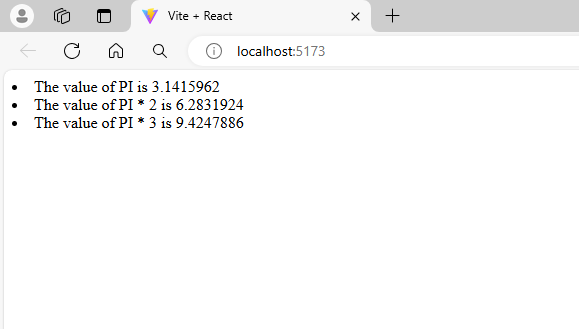 Vite + React
localhost:5173
The value of PI is 3.1415962
The value of PI * 2 is 6.2831924
The value of PI * 3 is 9.4247886